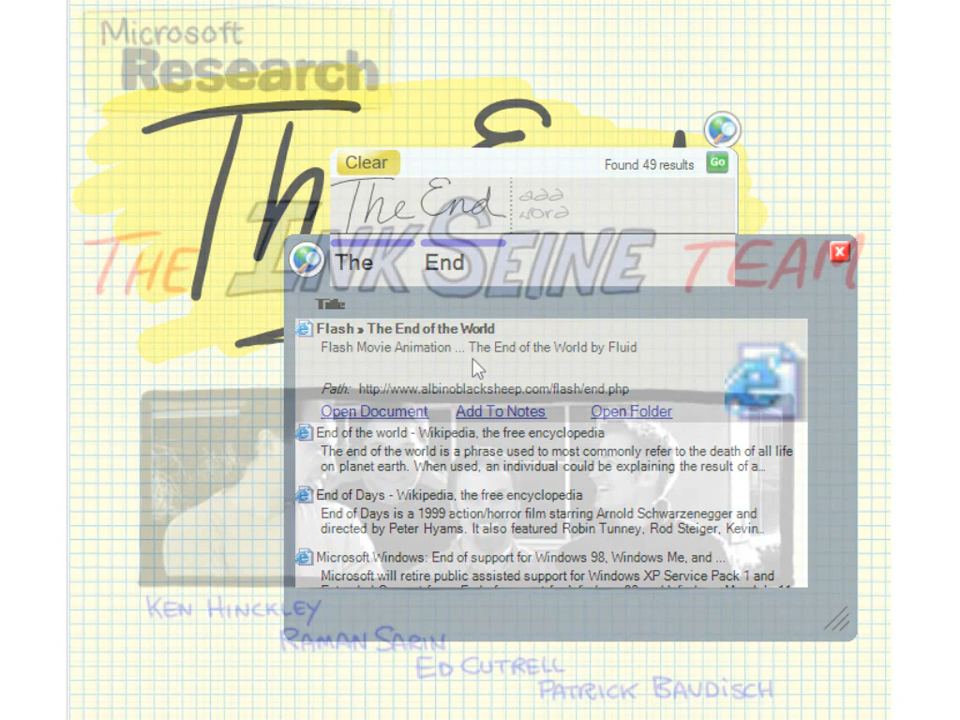 Microsoft
Research
The E
Clear
Found 49 results
Go
The End
add
word
THE INKSEINE TEAM
The End
Title
Flash » The End of the World
Flash Movie Animation ... The End of the World by Fluid
Path: http://www.albinoblacksheep.com/flash/end.php
Open Document Add To Notes Open Folder
End of the world - Wikipedia, the free encyclopedia
The end of the world is a phrase used to most commonly refer to the death of all life
on planet earth. When used, an individual could be explaining the result of a...
End of Days - Wikipedia, the free encyclopedia
End of Days is a 1999 action/horror film starring Arnold Schwarzenegger and
directed by Peter Hyams. It also featured Robin Tunney, Rod Steiger, Kevin...
Microsoft Windows: End of support for Windows 98, Windows Me, and ...
Microsoft will retire public assisted support for Windows XP Service Pack 1 and
KEN HINCKLEY
RAMAN SARIN
ED CUTRELL
PATRICK BAUDISCH